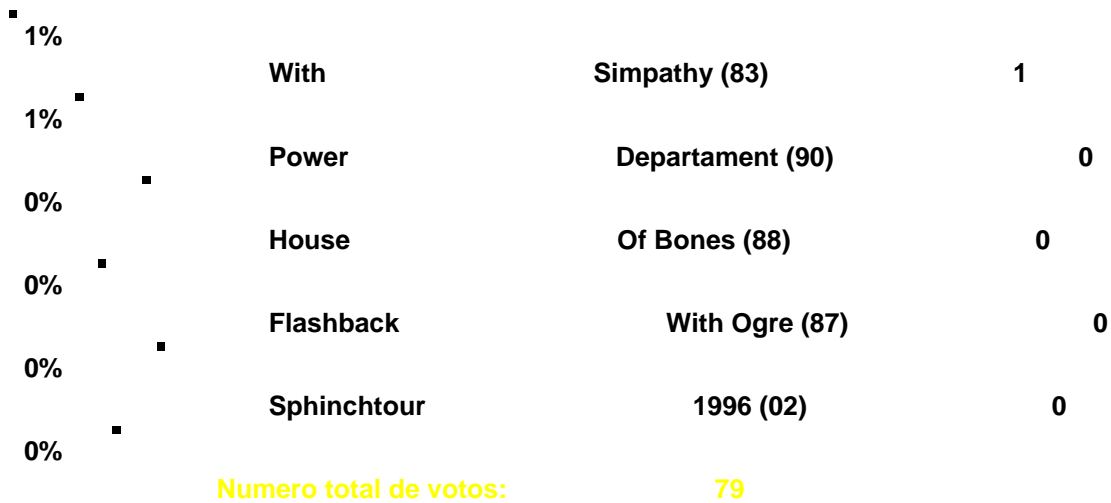 1%
With Simpathy (83) 1
1%
Power Departament (90) 0
0%
House Of Bones (88) 0
0%
Flashback With Ogre (87) 0
0%
Sphinchtour 1996 (02) 0
0%
Numero total de votos: 79